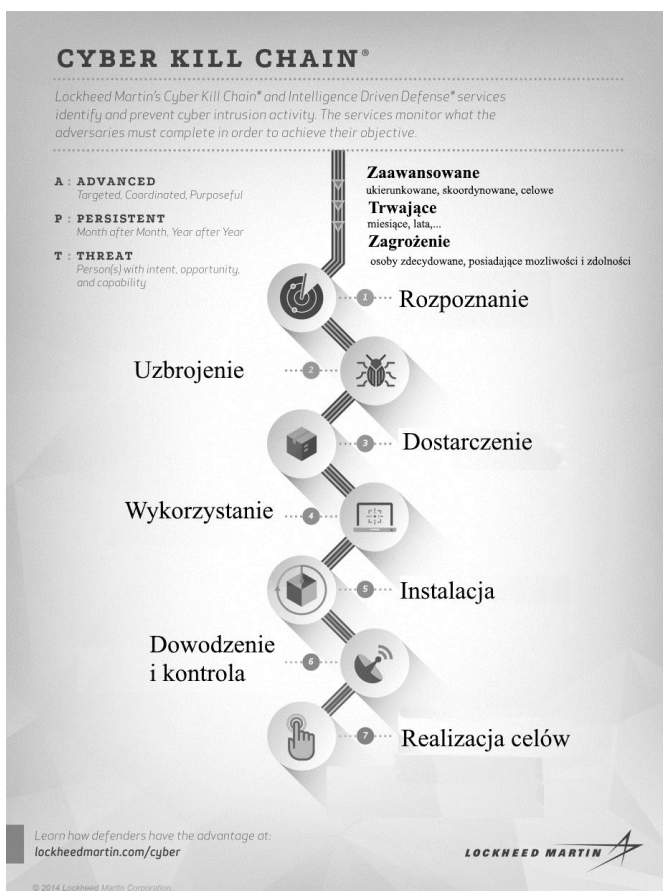 CYBER KILL CHAIN®
Lockheed Martin's Cyber Kill Chain® and Intelligence Driven Defense® services
identify and prevent cyber intrusion activity. The services monitor what the
adversaries must complete in order to achieve their objective.
A : ADVANCED
Targeted, Coordinated, Purposeful
P : PERSISTENT
Month after Month, Year after Year
T : THREAT
Person(s) with intent, opportunity,
and capability
Zaawansowane
ukierunkowane, skoordynowane, celowe
Trwające
miesiące, lata,...
Zagrożenie
osoby zdecydowane, posiadające mozliwości i zdolności
1 Rozpoznanie
Uzbrojenie 2
3 Dostarczenie
Wykorzystanie 4
5 Instalacja
Dowodzenie
i kontrola 6
7 Realizacja celów
Learn how defenders have the advantage at:
lockheedmartin.com/cyber
LOCKHEED MARTIN
© 2014 Lockheed Martin Corporation.